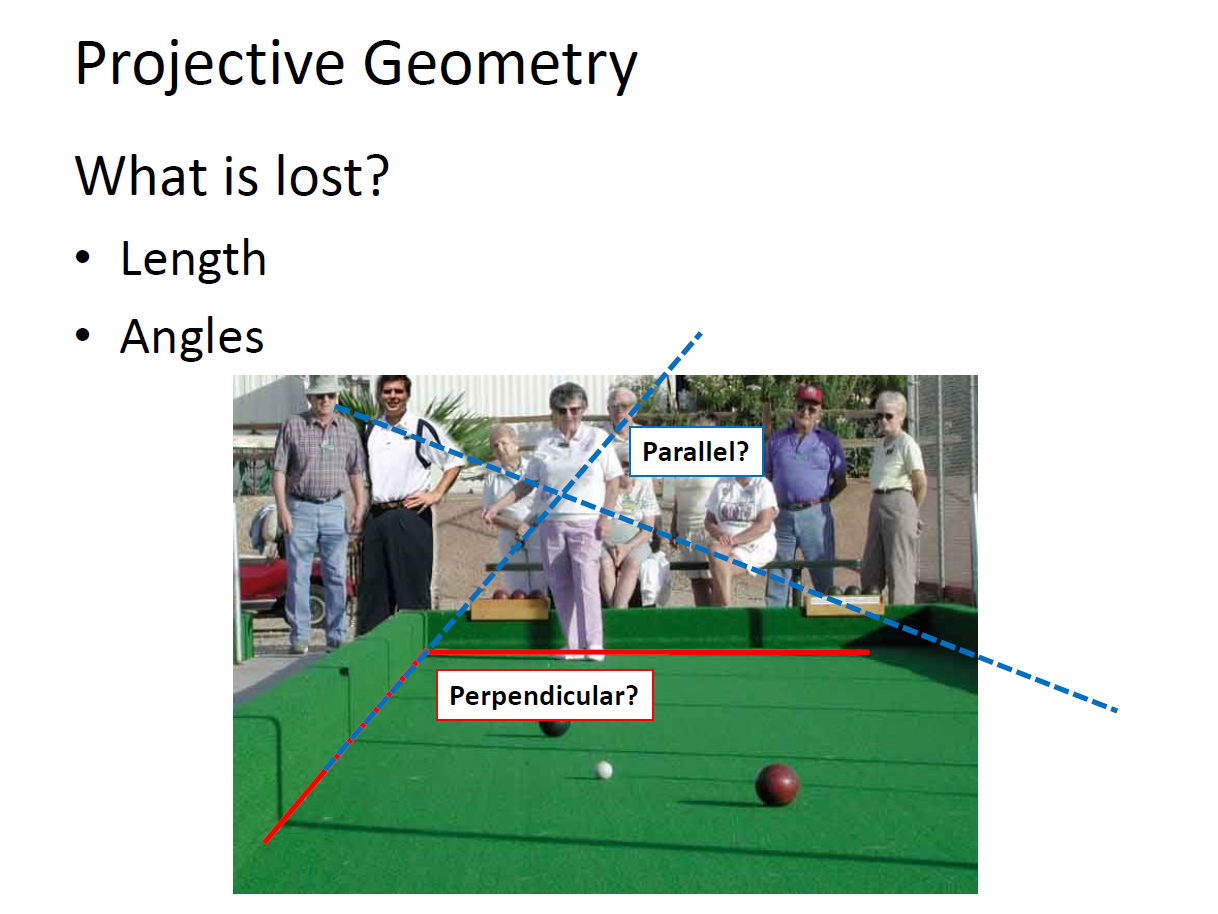 Projective Geometry
What is lost?
• Length
• Angles
Parallel?
Perpendicular?